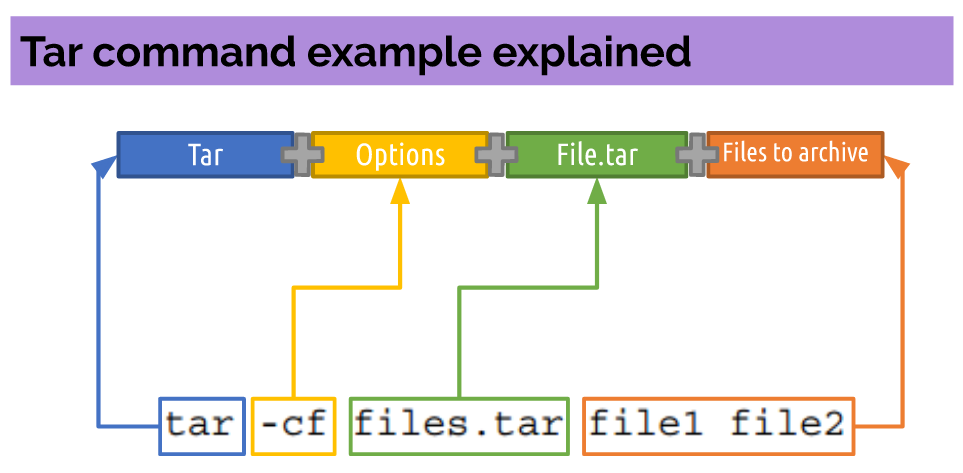 Tar command example explained
Tar Options File.tar Files to archive
tar -cf files.tar file1 file2